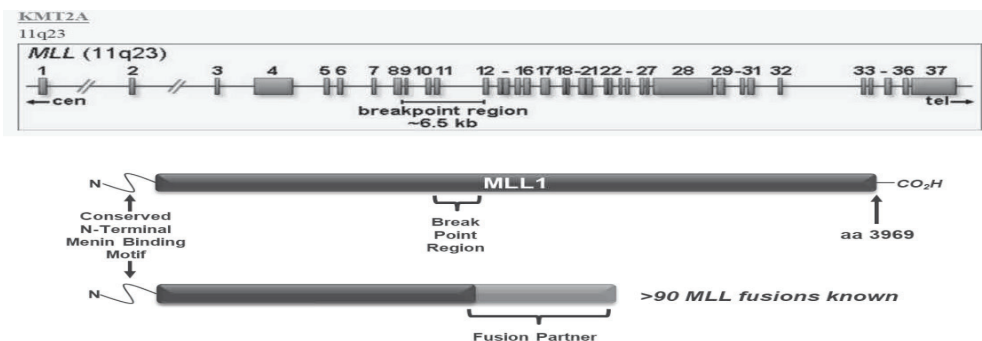 KMT2A
11q23
MLL (11q23)
1 2 3 4 5 6 7 8 9 10 11 12 - 16 17 18 - 21 22 - 27 28 29 - 31 32 33 - 36 37
cen
tel
breakpoint region
~6.5 kb
N
MLL1
CO2H
Conserved
N-Terminal
Menin Binding
Motif
Break
Point
Region
aa 3969
N
>90 MLL fusions known
Fusion Partner